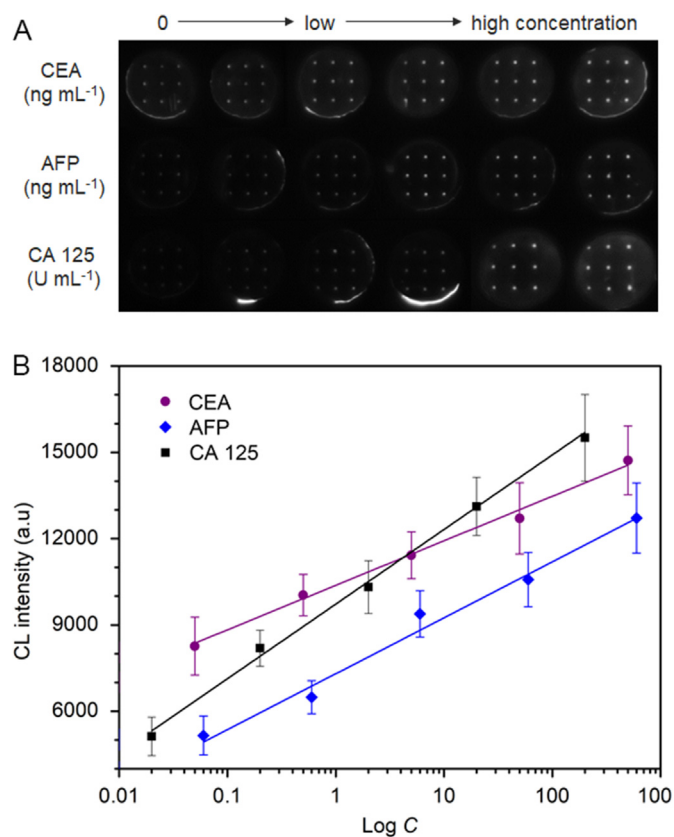 A
0 low high concentration
CEA
(ng mL⁻¹)
AFP
(ng mL⁻¹)
CA 125
(U mL⁻¹)
B
18000
15000
12000
9000
6000
CL intensity (a.u)
CEA
AFP
CA 125
0.01 0.1 1 10 100 100
Log C